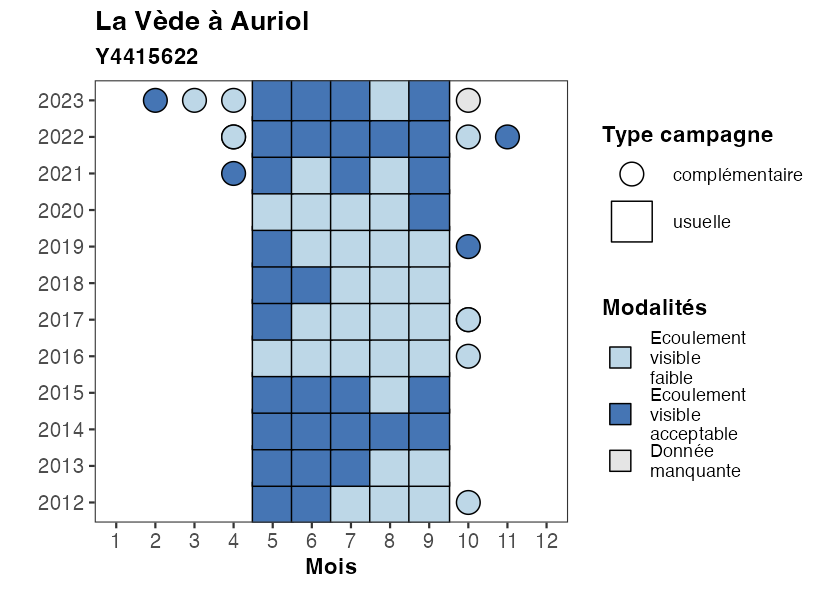 La Vède à Auriol
Y4415622
2023
2022
2021
2020
2019
2018
2017
2016
2015
2014
2013
2012
1 2 3 4 5 6 7 8 9 10 11 12
Mois
Type campagne
complémentaire
usuelle
Modalités
Ecoulement
visible
faible
Ecoulement
visible
acceptable
Donnée
manquante